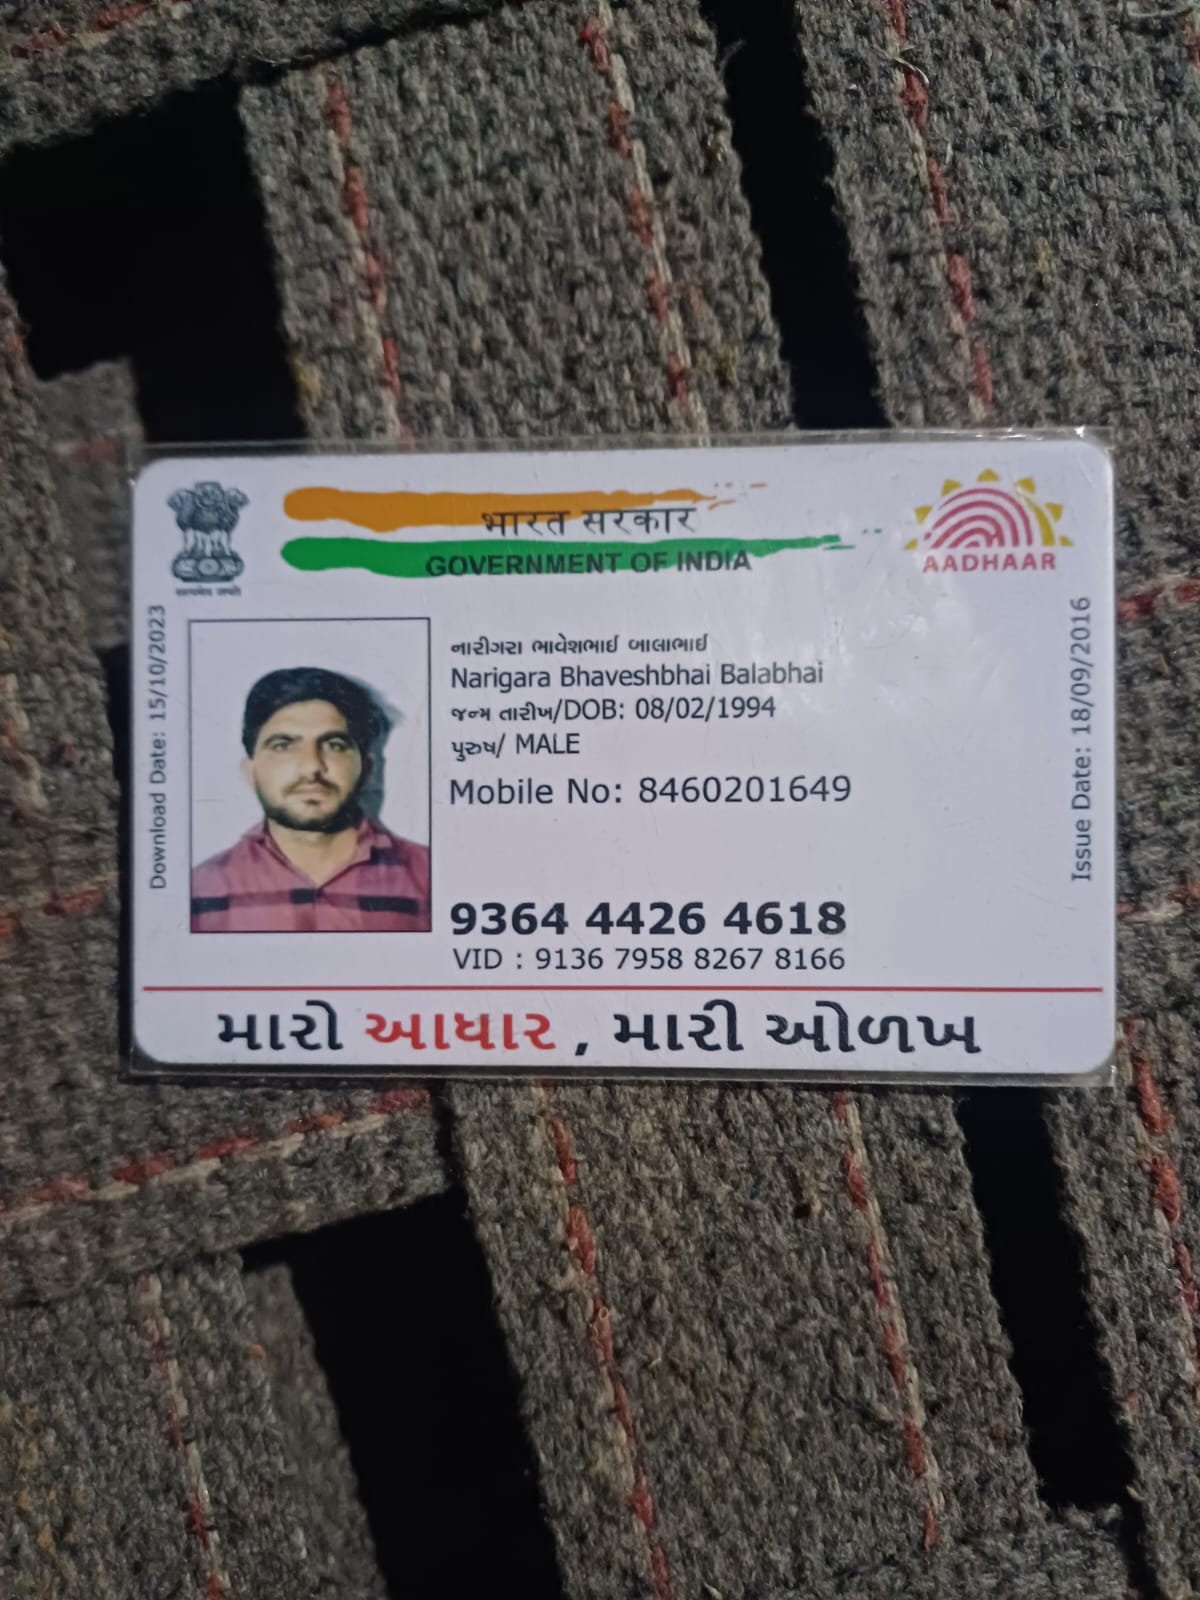 भारत सरकार
GOVERNMENT OF INDIA
AADHAAR
सत्यमेव जयते
Download Date: 15/10/2023
Issue Date: 18/09/2016
નારીગરા ભાવેશભાઈ બાલાભાઈ
Narigara Bhaveshbhai Balabhai
જન્મ તારીખ/DOB: 08/02/1994
પુરુષ/ MALE
Mobile No: 8460201649
9364 4426 4618
VID : 9136 7958 8267 8166
મારો આધાર, મારી ઓળખ